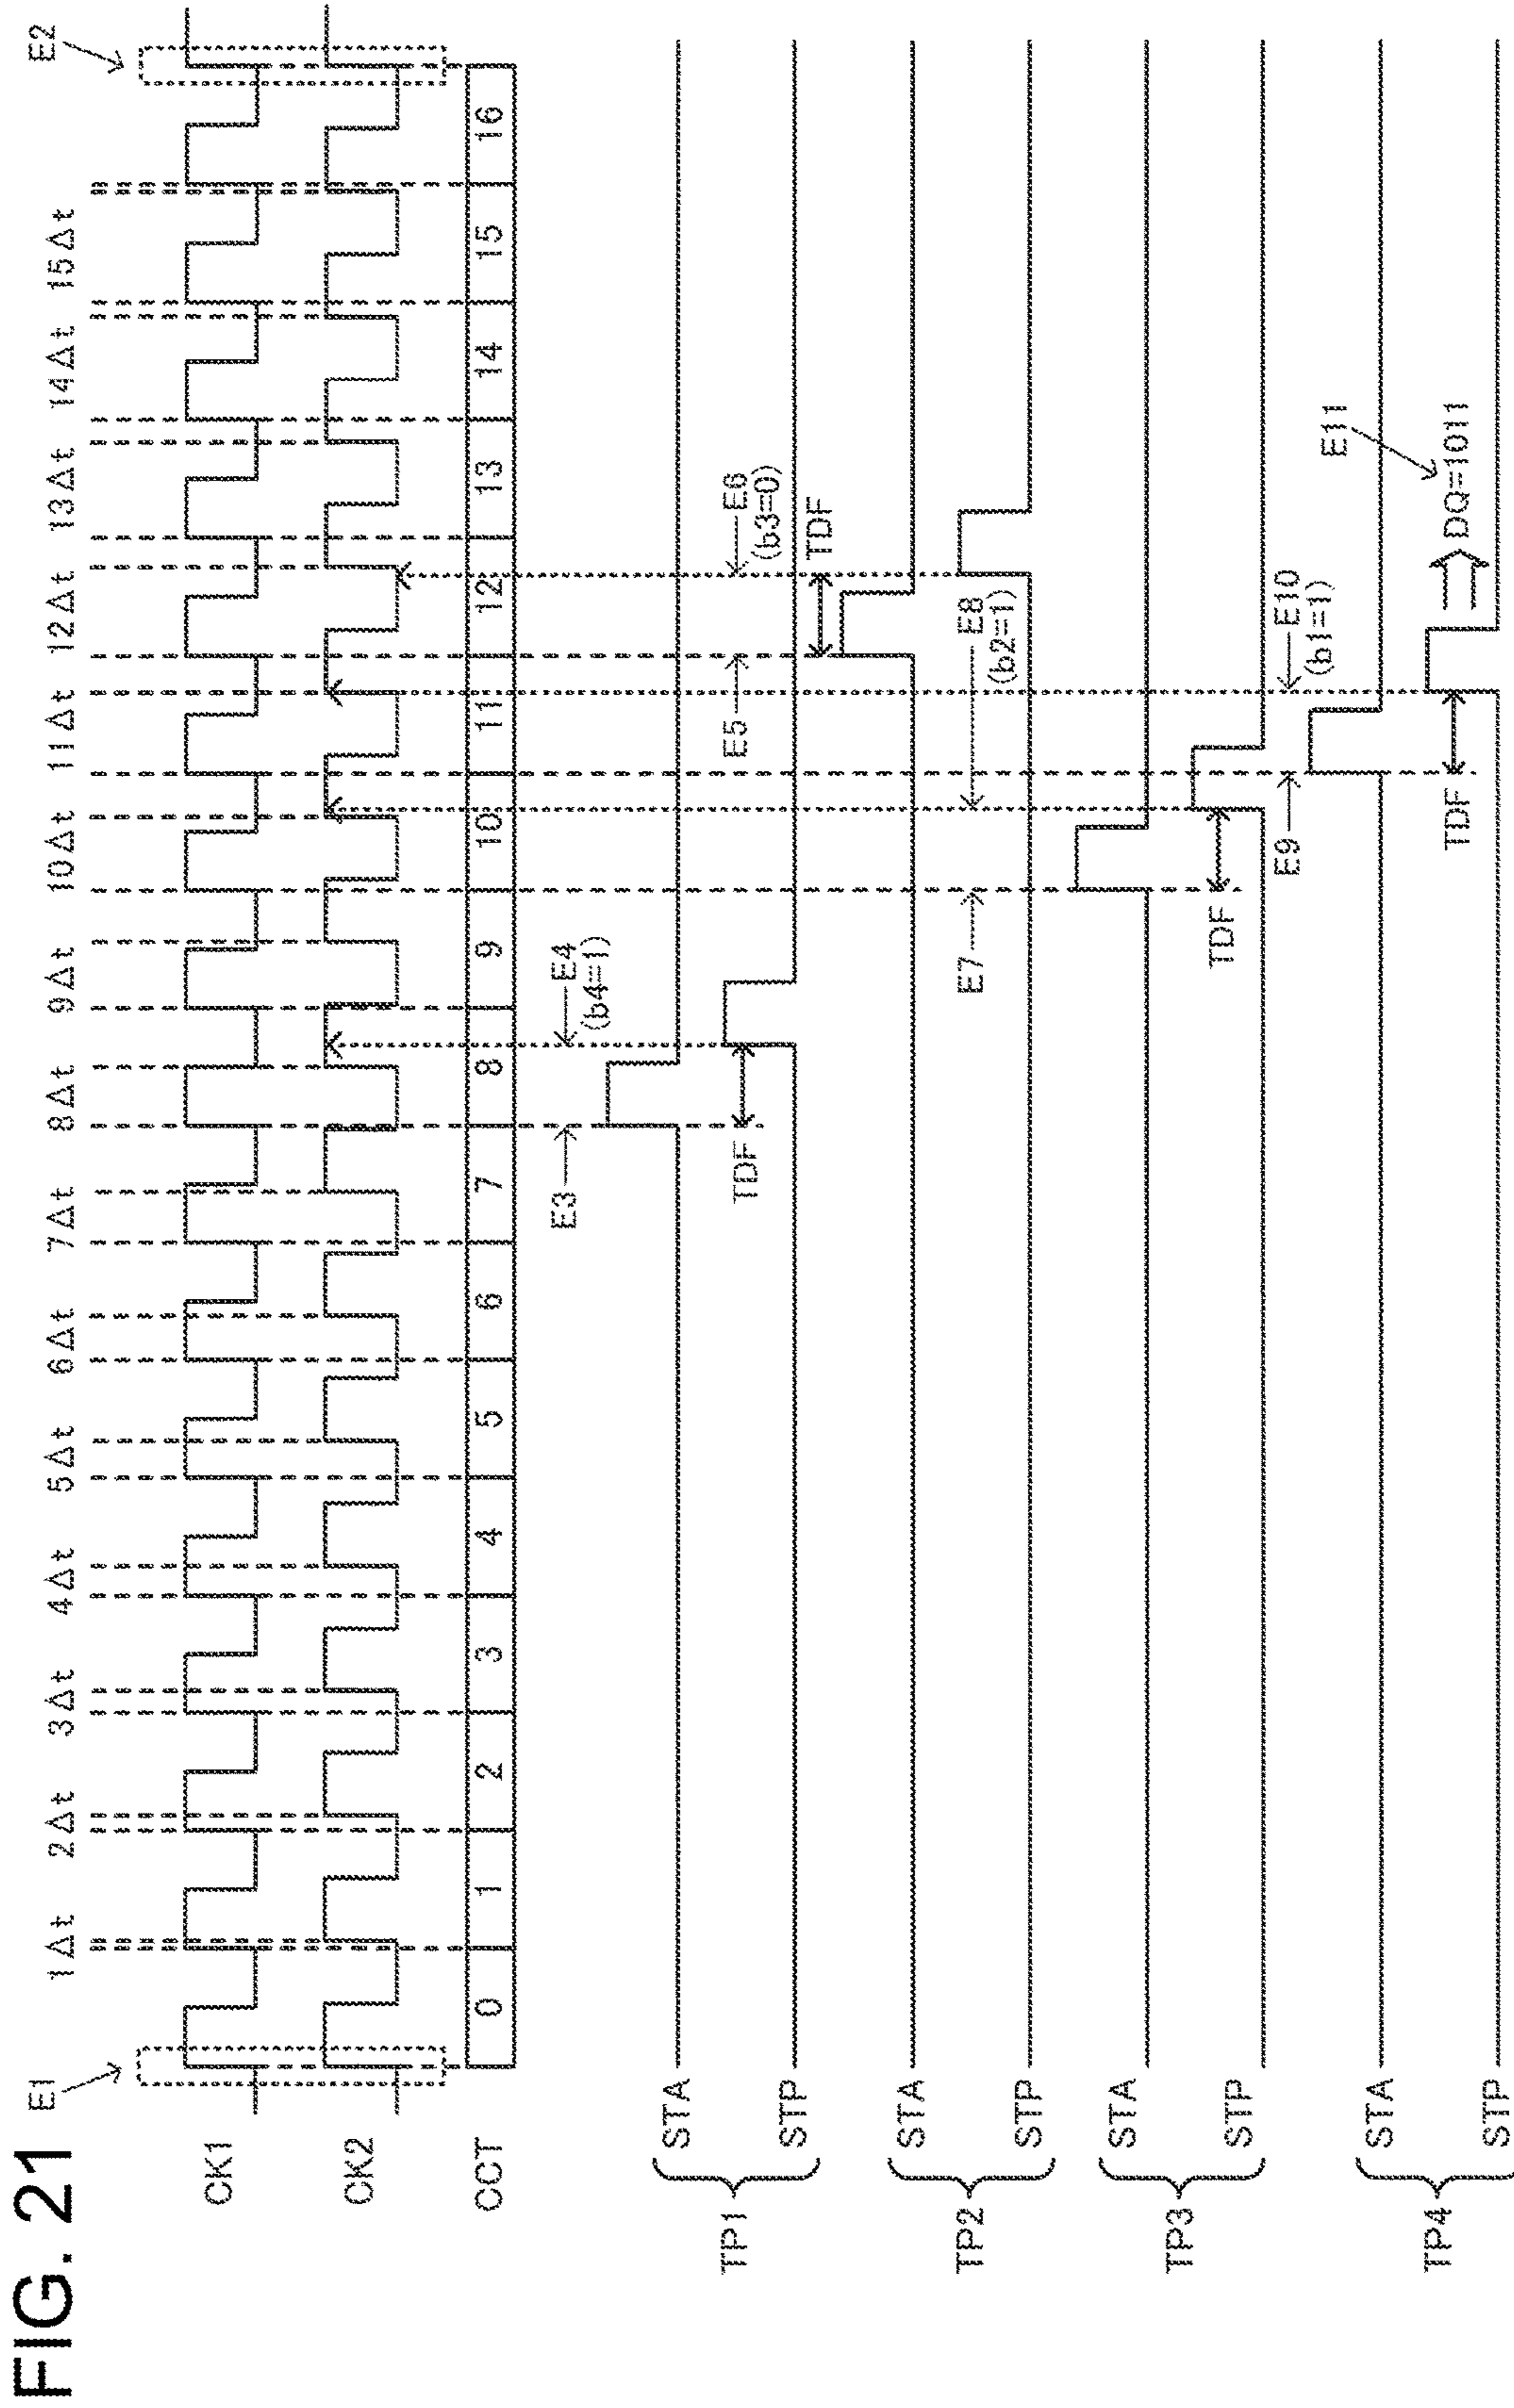 FIG. 21
E1
E2
1Δt 2Δt 3Δt 4Δt 5Δt 6Δt 7Δt 8Δt 9Δt 10Δt 11Δt 12Δt 13Δt 14Δt 15Δt
CK1
CK2
CCT 0 1 2 3 4 5 6 7 8 9 10 11 12 13 14 15 16
E3
E4
(b4=1)
TP1
STA
STP
TDF
E5
E6
(b3=0)
TDF
TP2
STA
STP
E7
E8
(b2=1)
TP3
STA
STP
TDF
E9
E10
(b1=1)
E11
TP4
STA
STP
TDF
DQ=1011